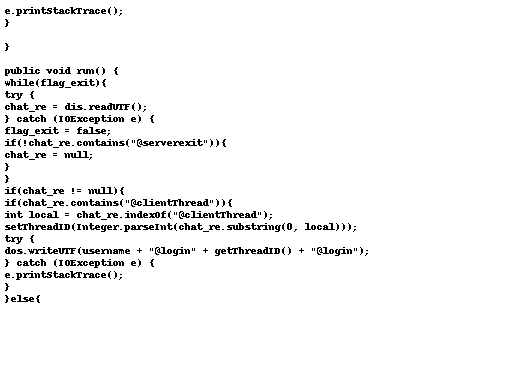 e.printStackTrace();
}
}
public void run() {
while(flag_exit){
try {
chat_re = dis.readUTF();
} catch (IOException e) {
flag_exit = false;
if(!chat_re.contains("@serverexit")){
chat_re = null;
}
}
if(chat_re != null){
if(chat_re.contains("@clientThread")){
int local = chat_re.indexOf("@clientThread");
setThreadID(Integer.parseInt(chat_re.substring(0, local)));
try {
dos.writeUTF(username + "@login" + getThreadID() + "@login");
} catch (IOException e) {
e.printStackTrace();
}
}else{